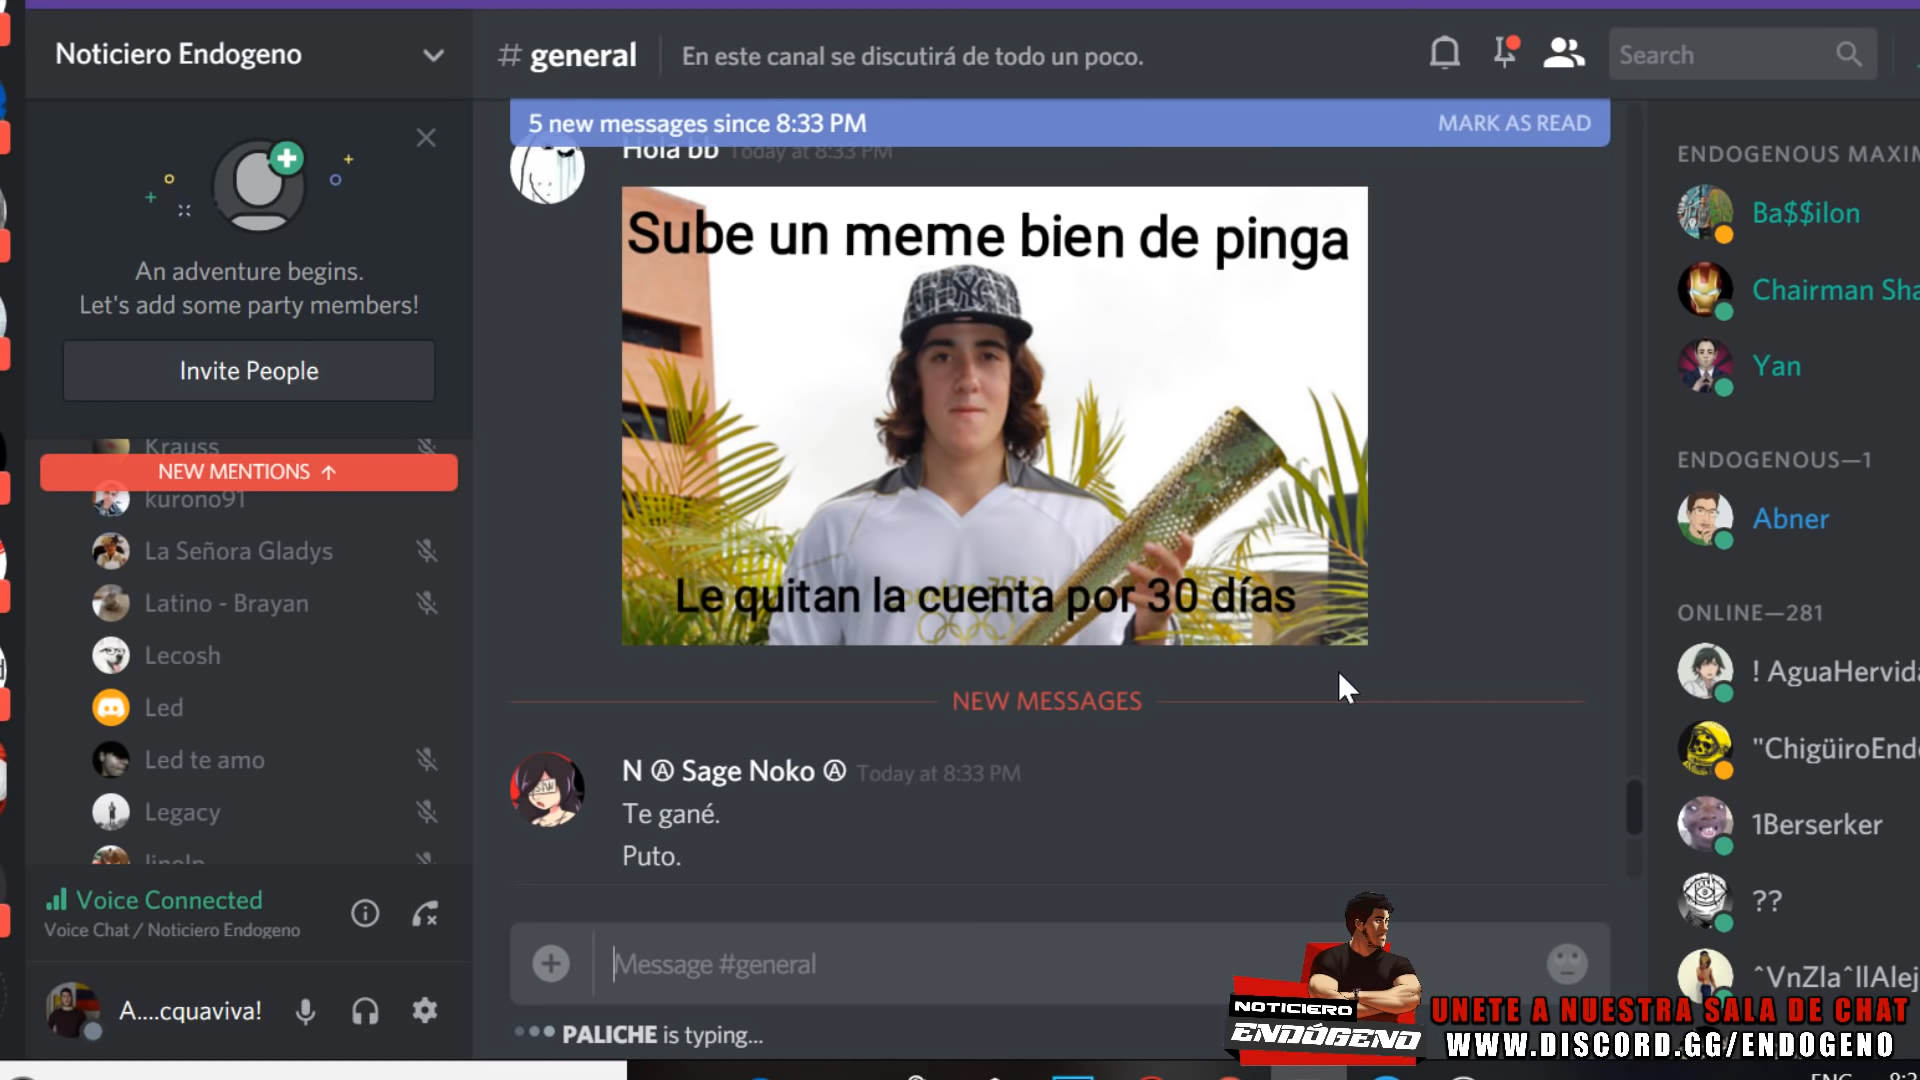 Noticiero Endogeno
# general
En este canal se discutirá de todo un poco.
Search
5 new messages since 8:33 PM
MARK AS READ
An adventure begins.
Let's add some party members!
Invite People
Krauss
NEW MENTIONS ↑
kurono91
La Señora Gladys
Latino - Brayan
Lecosh
Led
Led te amo
Legacy
Voice Connected
Voice Chat / Noticiero Endogeno
A....cquaviva!
Hola bb Today at 8:33 PM
Sube un meme bien de pinga
Le quitan la cuenta por 30 días
NEW MESSAGES
N Ⓐ Sage Noko Ⓐ Today at 8:33 PM
Te gané.
Puto.
Message #general
PALICHE is typing...
ENDOGENOUS MAXIM
Ba$$ilon
Chairman Sha
Yan
ENDOGENOUS—1
Abner
ONLINE—281
! AguaHervida
"ChigüiroEndo
1Berserker
??
^VnZla^llAlej
NOTICIERO
ENDÓGENO
UNETE A NUESTRA SALA DE CHAT
WWW.DISCORD.GG/ENDOGENO
ENG